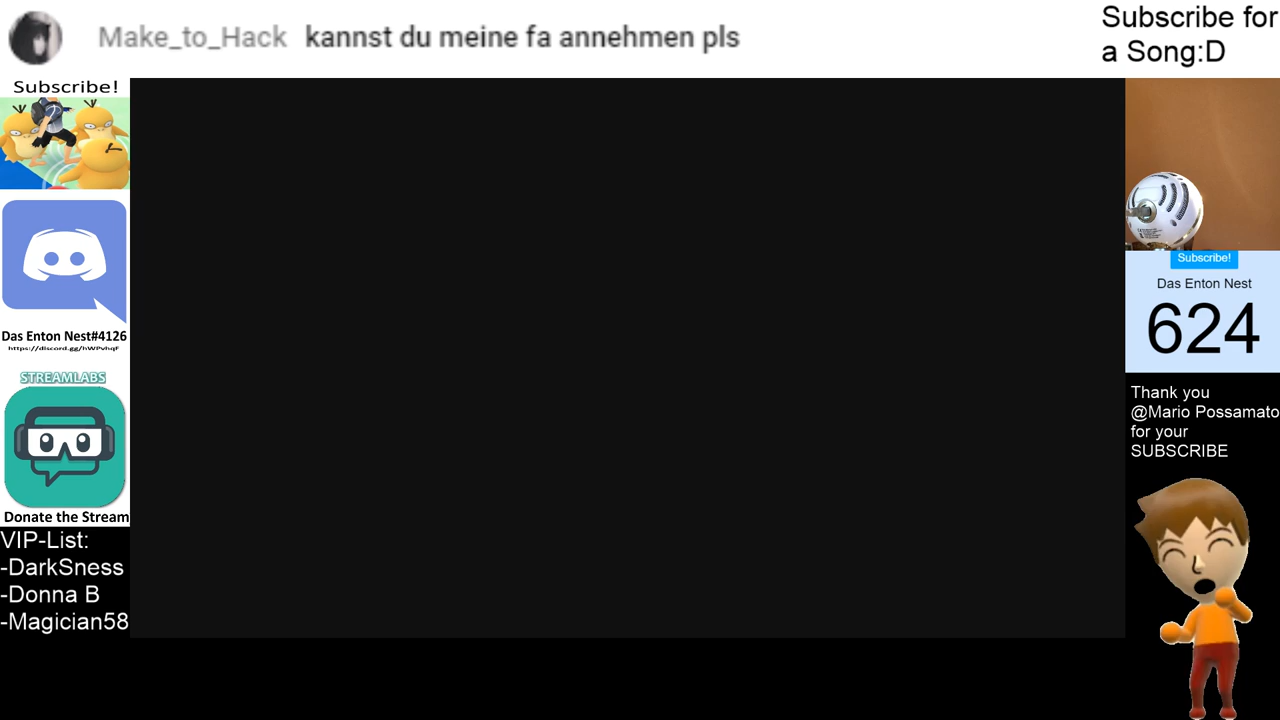 Make_to_Hack kannst du meine fa annehmen pls
Subscribe for
a Song:D
Subscribe!
Das Enton Nest#4126
STREAMLABS
Donate the Stream
VIP-List:
-DarkSness
-Donna B
-Magician58
Subscribe!
Das Enton Nest
624
Thank you
@Mario Possamato
for your
SUBSCRIBE